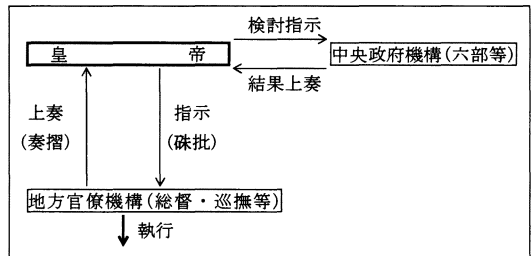 検討指示
皇帝
中央政府機構(六部等)
結果上奏
上奏
(奏摺)
指示
(硃批)
地方官僚機構(総督・巡撫等)
執行